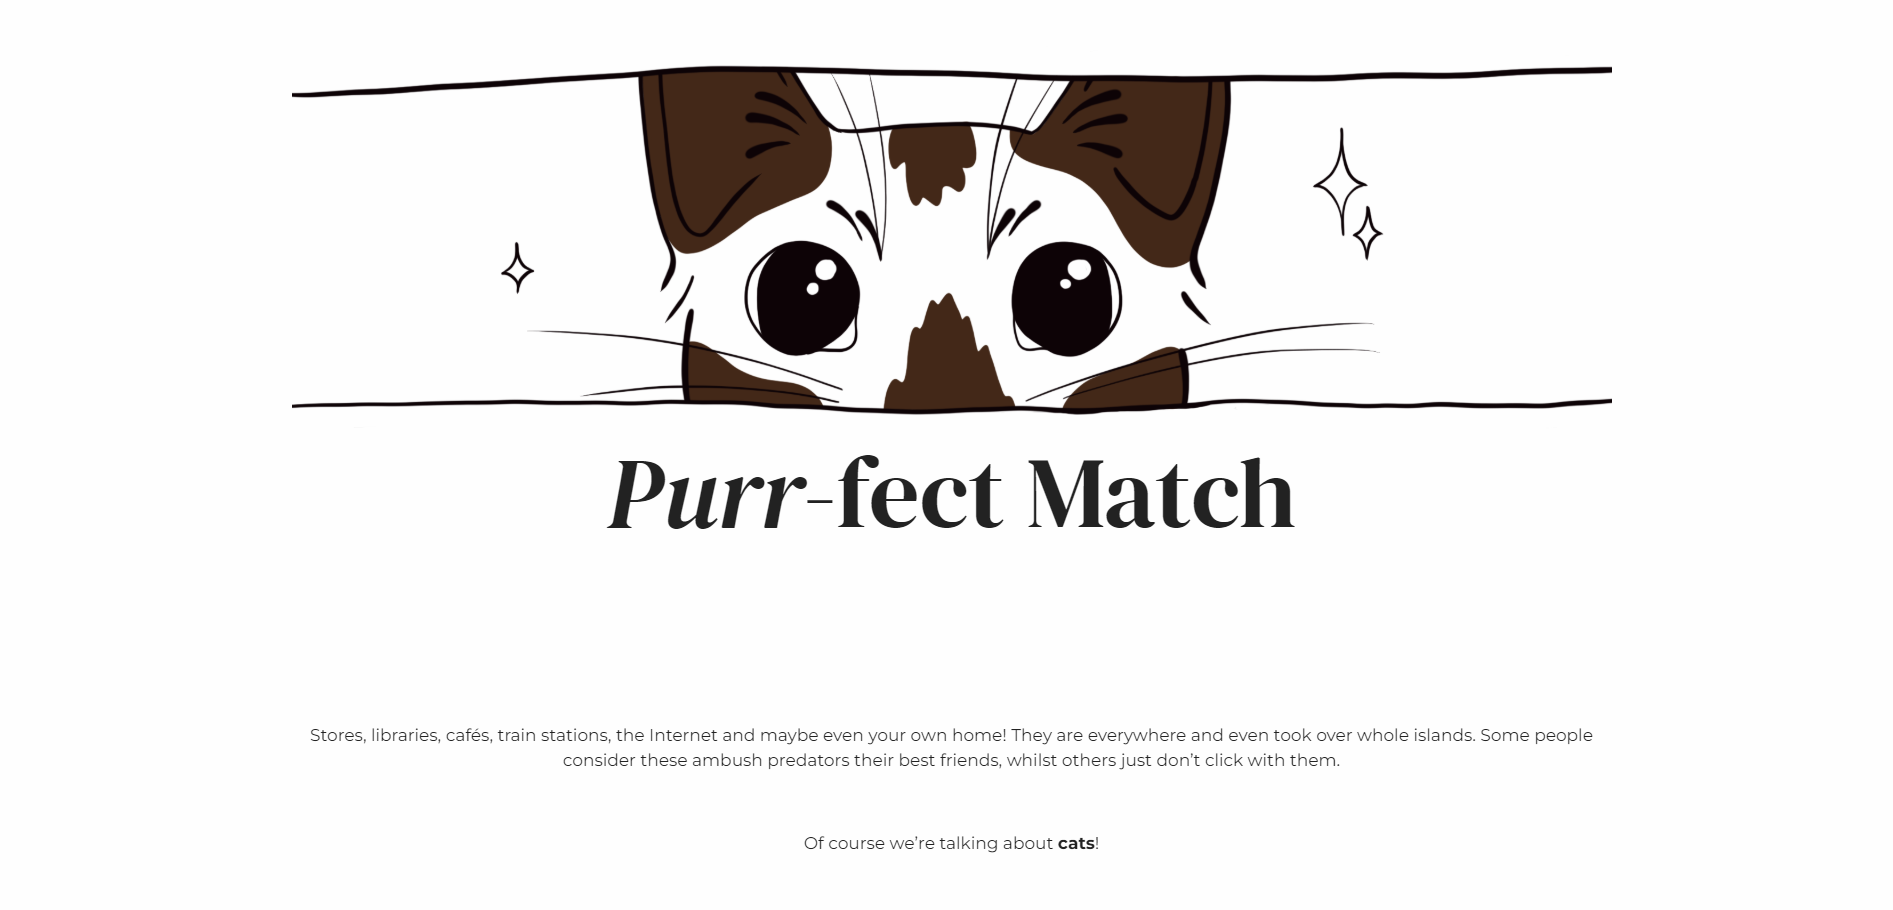 Purr-fect Match
Stores, libraries, cafés, train stations, the Internet and maybe even your own home! They are everywhere and even took over whole islands. Some people
consider these ambush predators their best friends, whilst others just don’t click with them.
Of course we’re talking about cats!